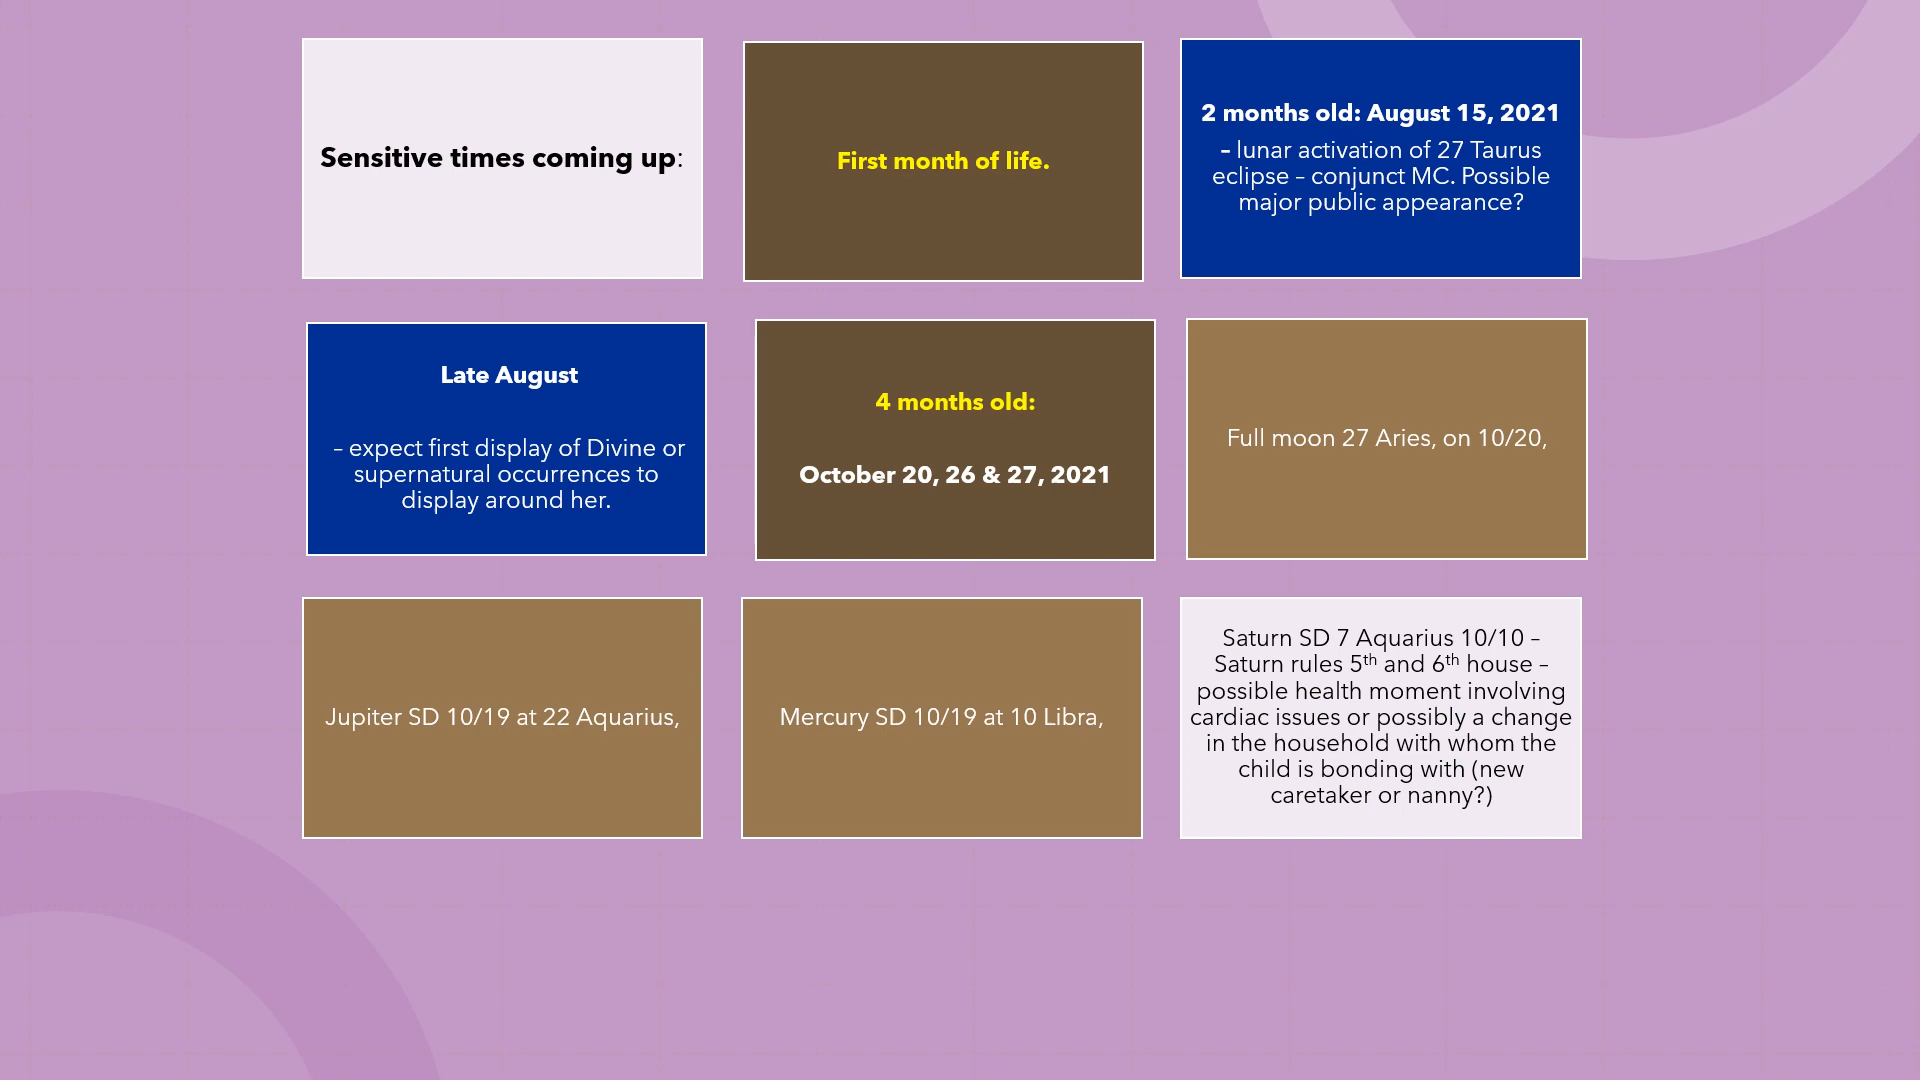 Sensitive times coming up:
First month of life.
2 months old: August 15, 2021
– lunar activation of 27 Taurus
eclipse – conjunct MC. Possible
major public appearance?
Late August
– expect first display of Divine or
supernatural occurrences to
display around her.
4 months old:
October 20, 26 & 27, 2021
Full moon 27 Aries, on 10/20,
Jupiter SD 10/19 at 22 Aquarius,
Mercury SD 10/19 at 10 Libra,
Saturn SD 7 Aquarius 10/10 –
Saturn rules 5th and 6th house –
possible health moment involving
cardiac issues or possibly a change
in the household with whom the
child is bonding with (new
caretaker or nanny?)